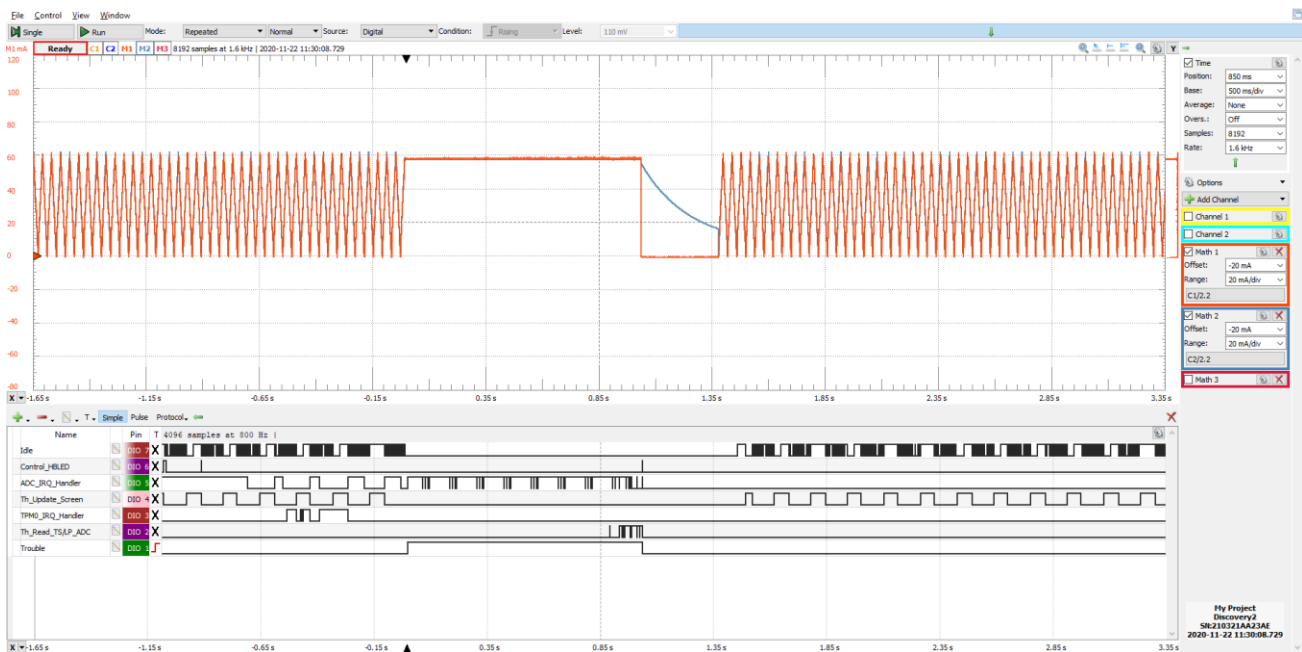 File Control View Window
Single Run Mode: Repeated Normal Source: Digital Condition: Rising Level: 110 mV
M1 mA Ready C1 C2 M1 M2 M3 8192 samples at 1.6 kHz | 2020-11-22 11:30:08.729 Y
120
100
80
60
40
20
0
-20
-40
-60
-80
X -1.65 s -1.15 s -0.65 s -0.15 s 0.35 s 0.85 s 1.35 s 1.85 s 2.35 s 2.85 s 3.35 s
Time
Position: 850 ms
Base: 500 ms/div
Average: None
Overs.: Off
Samples: 8192
Rate: 1.6 kHz
Options
Add Channel
Channel 1
Channel 2
Math 1
Offset: -20 mA
Range: 20 mA/div
C1/2.2
Math 2
Offset: -20 mA
Range: 20 mA/div
C2/2.2
Math 3
T Simple Pulse Protocol
Name Pin T 4096 samples at 800 Hz |
Idle DIO 7 X
Control_HBLED DIO 6 X
ADC_IRQ_Handler DIO 5 X
Th_Update_Screen DIO 4 X
TPM0_IRQ_Handler DIO 3 X
Th_Read_TS/LP_ADC DIO 2 X
Trouble DIO 1
X -1.65 s -1.15 s -0.65 s -0.15 s 0.35 s 0.85 s 1.35 s 1.85 s 2.35 s 2.85 s 3.35 s
My Project
Discovery2
SN:210321AA23AE
2020-11-22 11:30:08.729